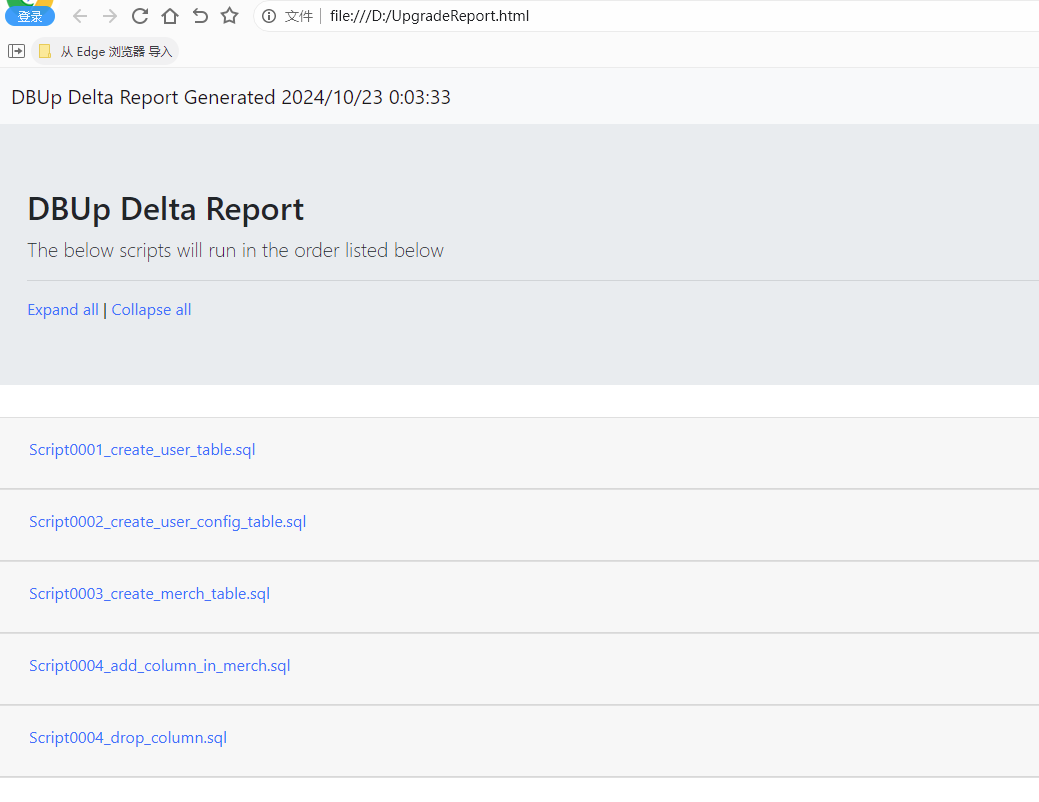 登录
文件 file:///D:/UpgradeReport.html
从 Edge 浏览器 导入
DBUp Delta Report Generated 2024/10/23 0:03:33
DBUp Delta Report
The below scripts will run in the order listed below
Expand all | Collapse all
Script0001_create_user_table.sql
Script0002_create_user_config_table.sql
Script0003_create_merch_table.sql
Script0004_add_column_in_merch.sql
Script0004_drop_column.sql